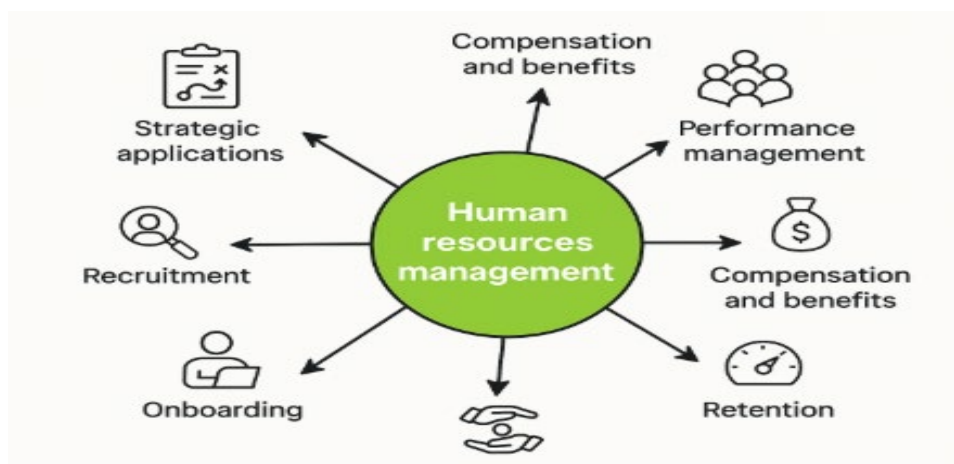 Compensation
and benefits
Strategic
applications
Performance
management
Human
resources
management
Recruitment
$
Compensation
and benefits
Onboarding
Retention